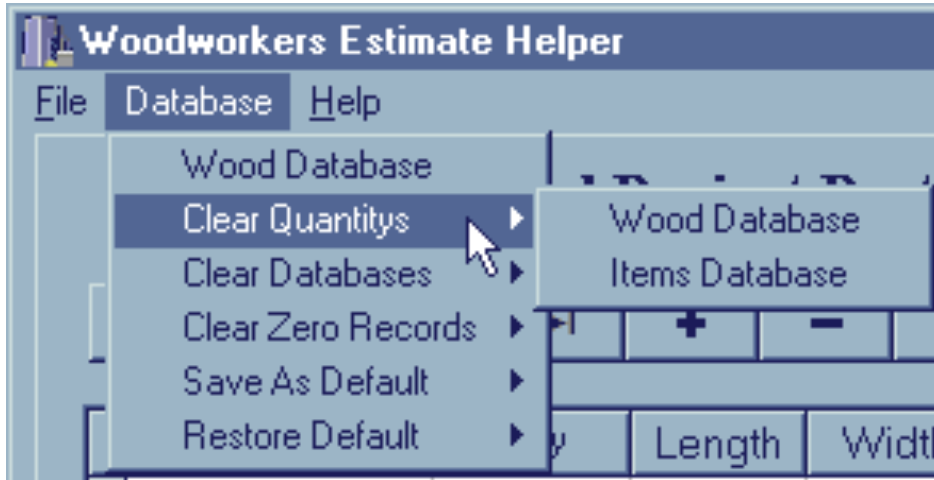 Woodworkers Estimate Helper
File Database Help
Wood Database
Clear Quantitys
Wood Database
Items Database
Clear Databases
Clear Zero Records
Save As Default
Restore Default
Length